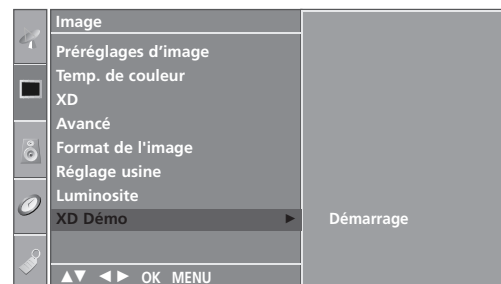 Image
Préréglages d’image
Temp. de couleur
XD
Avancé
Format de l'image
Réglage usine
Luminosite
XD Démo ► Démarrage
▲▼ ◄► OK MENU